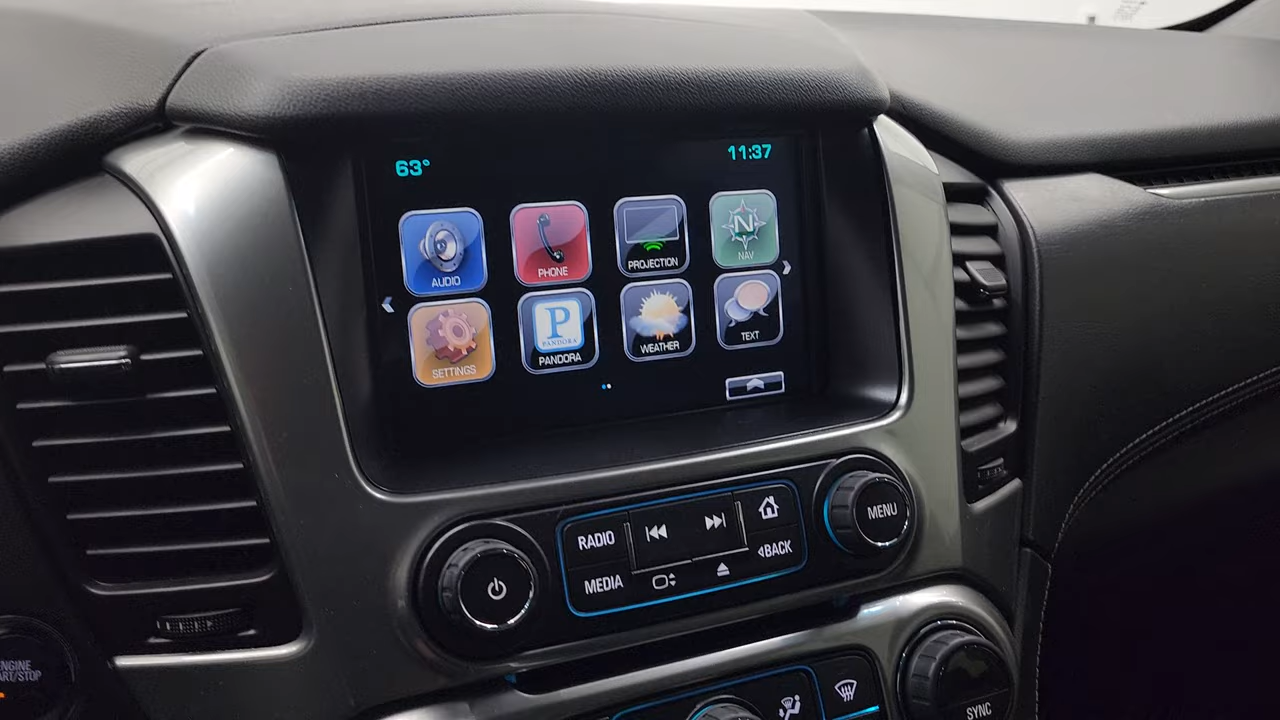 63°
11:37
AUDIO
PHONE
PROJECTION
N
NAV
SETTINGS
P
PANDORA
PANDORA
WEATHER
TEXT
RADIO
MENU
MEDIA
BACK
ENGINE
START/STOP
SYNC